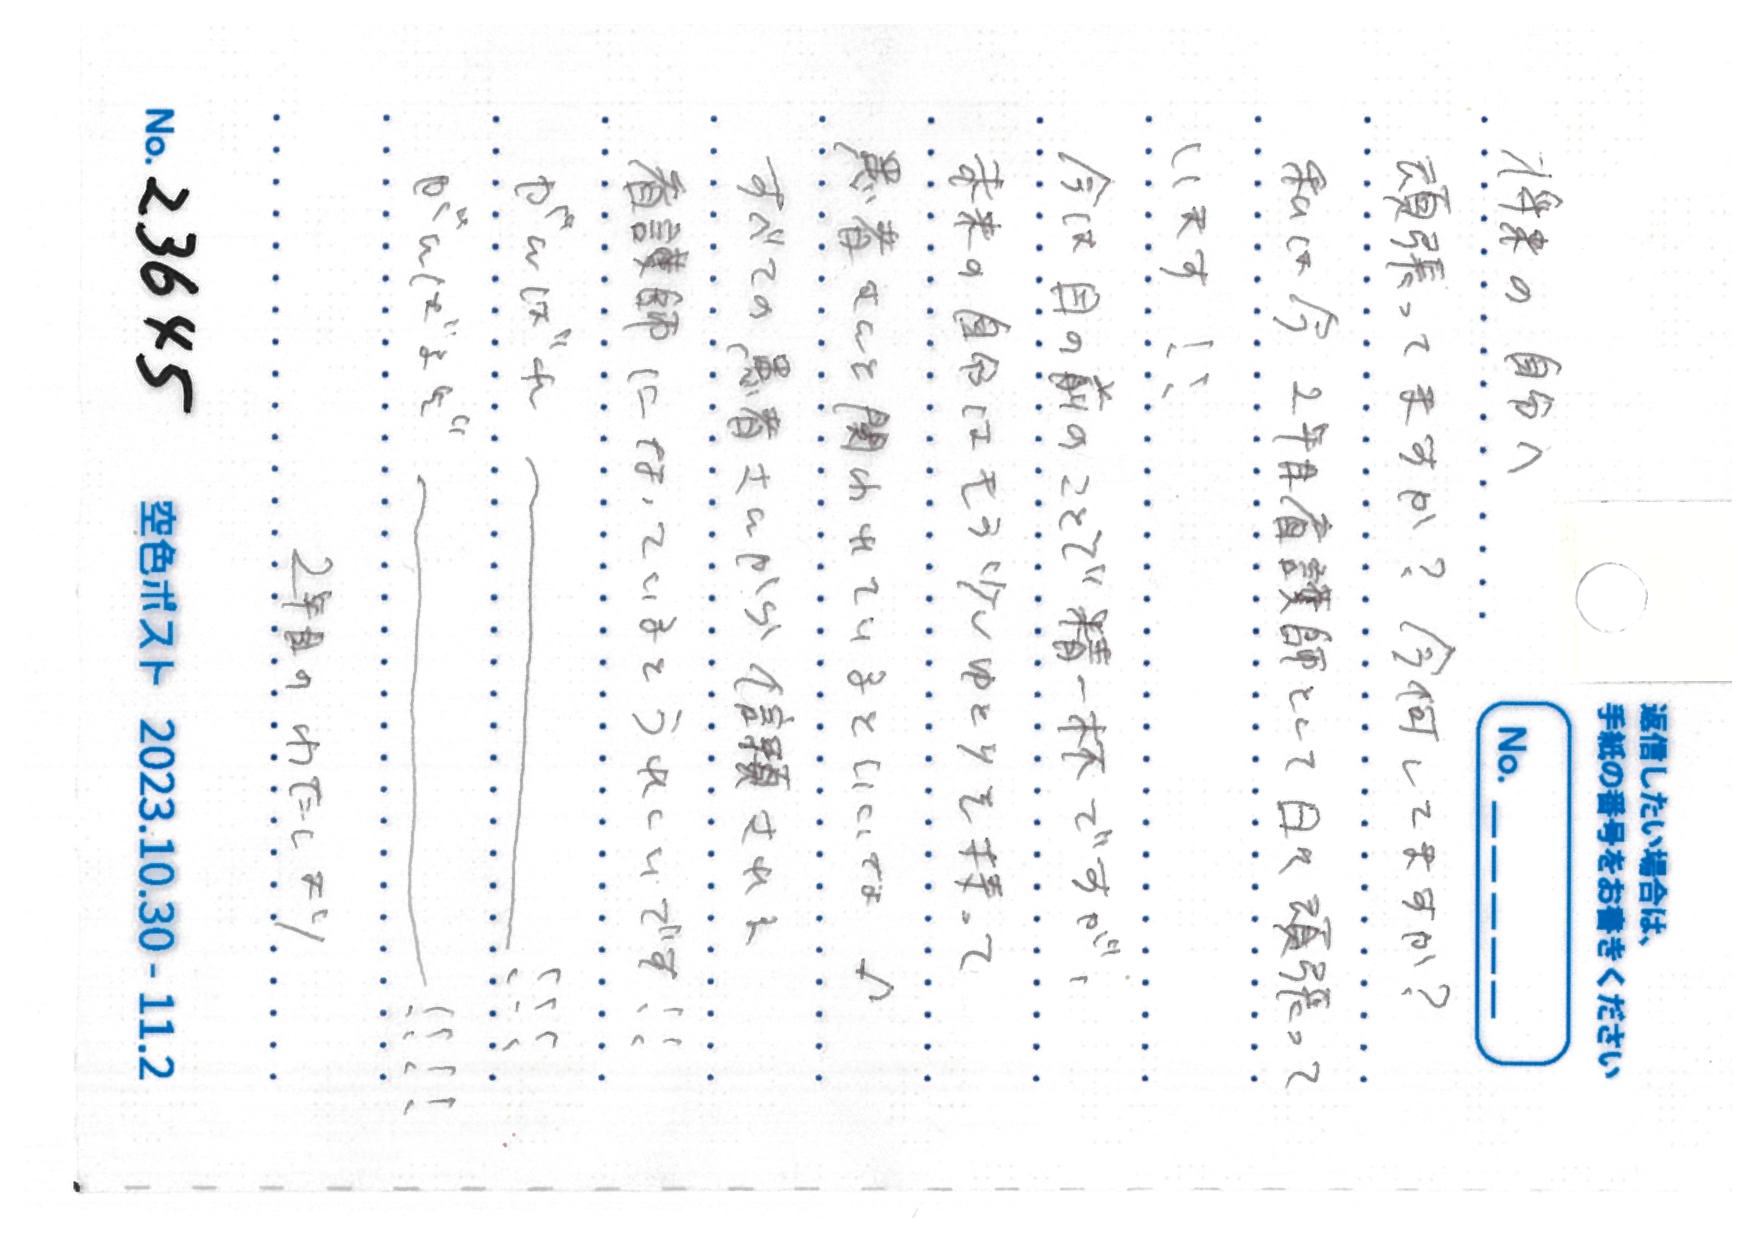 返信したい場合は、
手紙の番号をお書きください
No. _ _ _ _ _
将来の 自分へ
頑張ってますか? 今何してますか?
私は今 2年目看護師として 日々 頑張って
います !!
今は 目の前のことで 精一杯ですが、
未来の 自分はもう少しゆとりを持って
患者さんと関われているといいな ♪
すべての 患者さんから 信頼される
看護師になっているとうれしいです!!
がんばれ ー !!!
がんばるぞ ー !!!!
2年目の わたしより
No. 23645
空色ポスト 2023.10.30 - 11.2